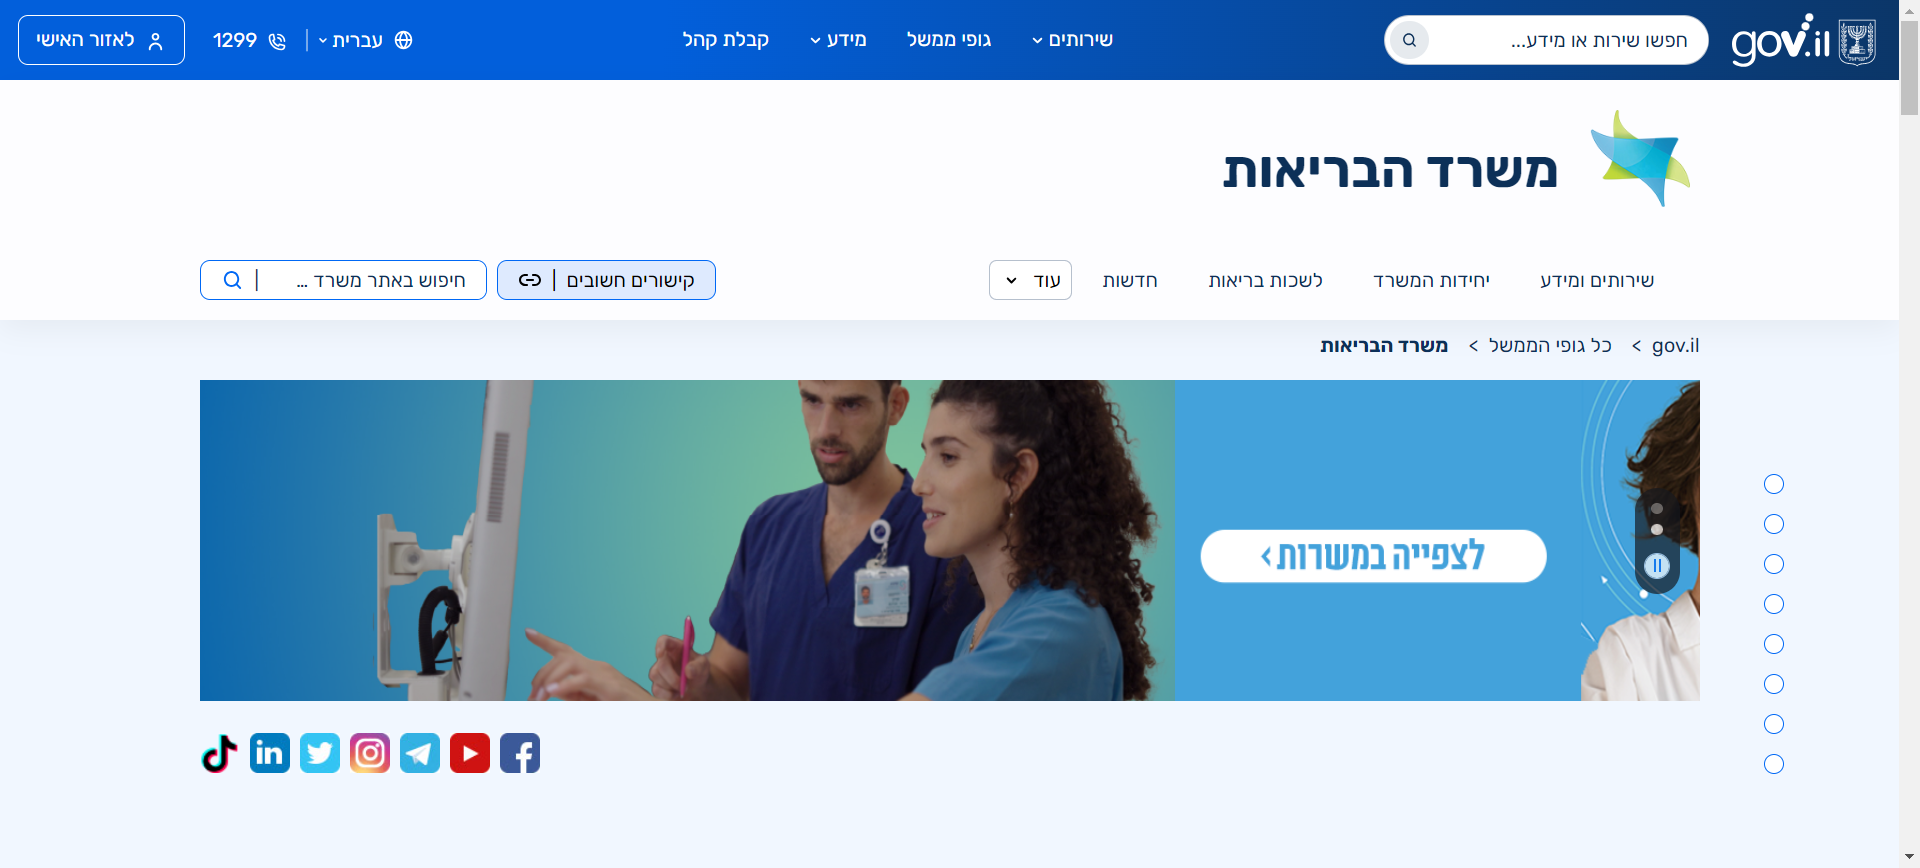 gov.il
חפשו שירות או מידע...
שירותים
גופי ממשל
מידע
קבלת קהל
עברית
1299
לאזור האישי
משרד הבריאות
שירותים ומידע
יחידות המשרד
לשכות בריאות
חדשות
עוד
קישורים חשובים |
חיפוש באתר משרד ... |
gov.il > כל גופי הממשל > משרד הבריאות
לצפייה במשרות >